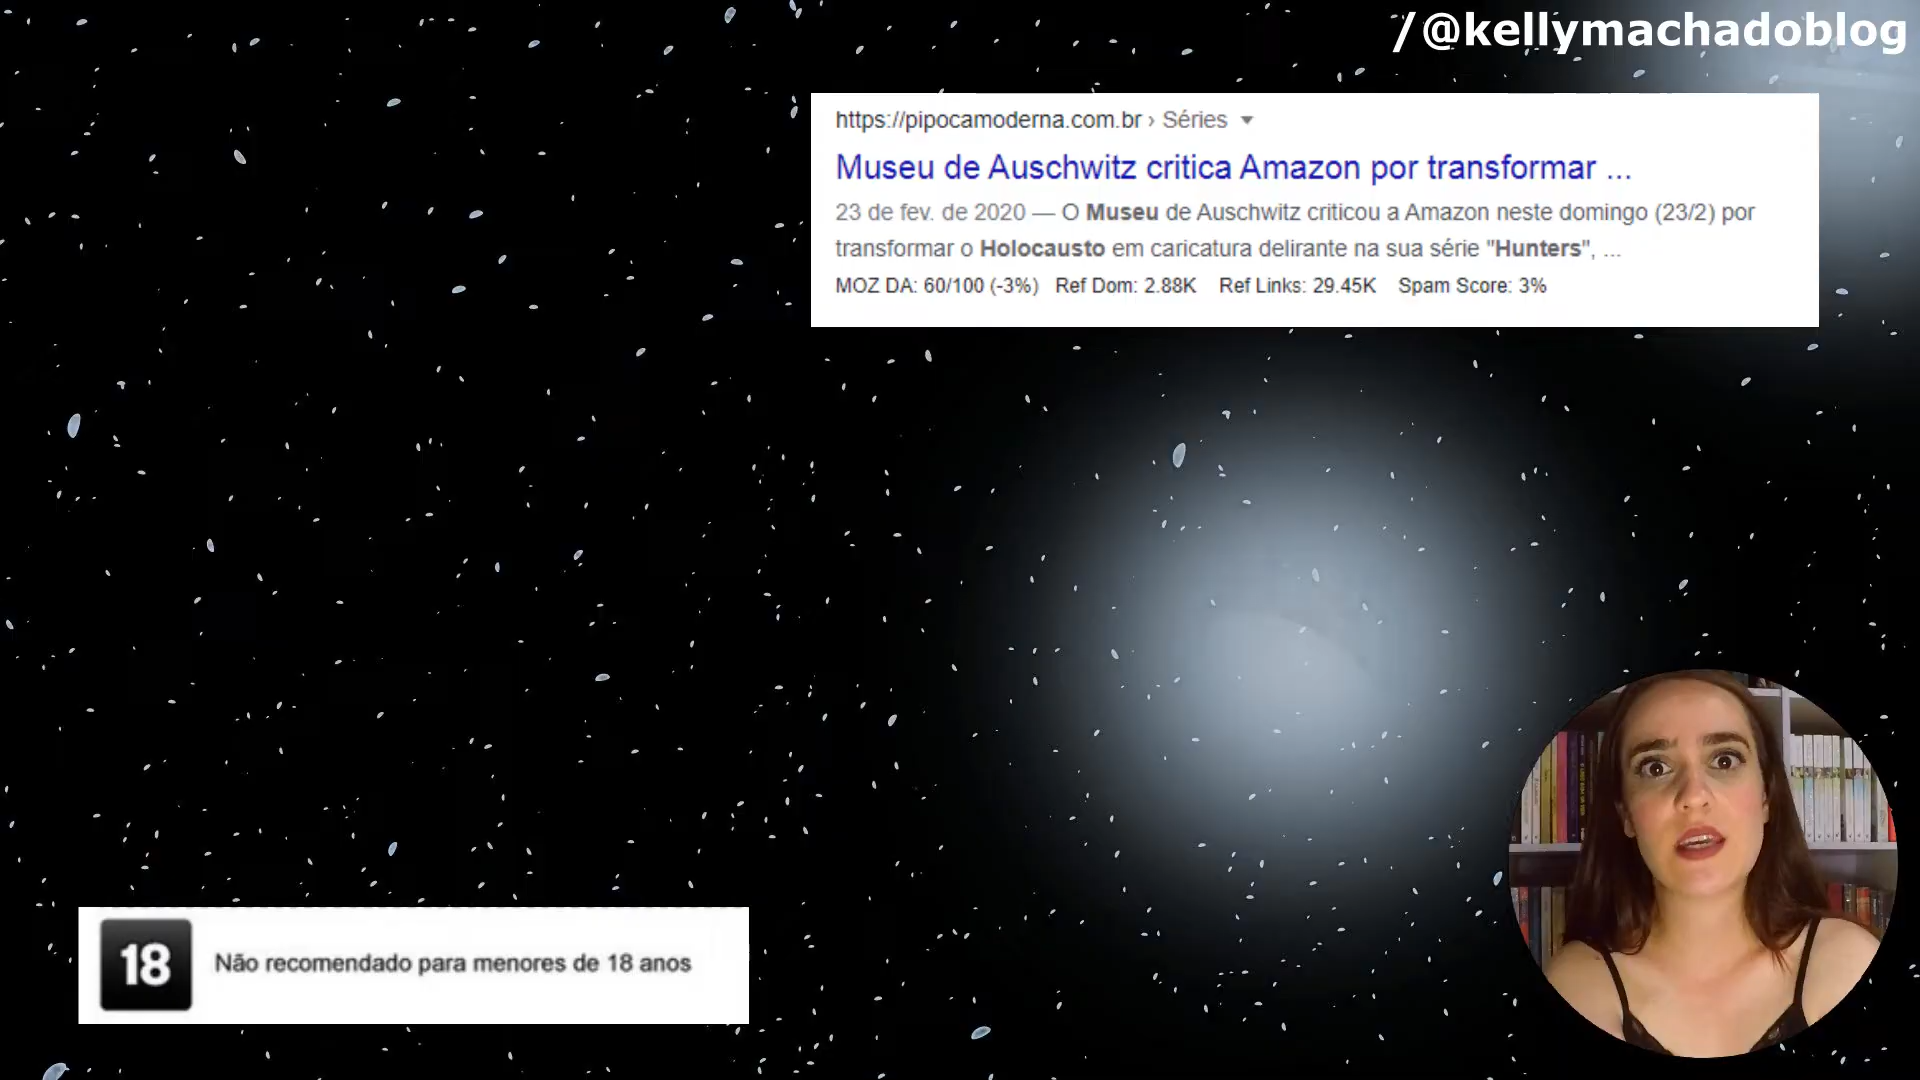 /@kellymachadoblog
https://pipocamoderna.com.br › Séries
Museu de Auschwitz critica Amazon por transformar ...
23 de fev. de 2020 — O Museu de Auschwitz criticou a Amazon neste domingo (23/2) por
transformar o Holocausto em caricatura delirante na sua série "Hunters", ...
MOZ DA: 60/100 (-3%) Ref Dom: 2.88K Ref Links: 29.45K Spam Score: 3%
18 Não recomendado para menores de 18 anos